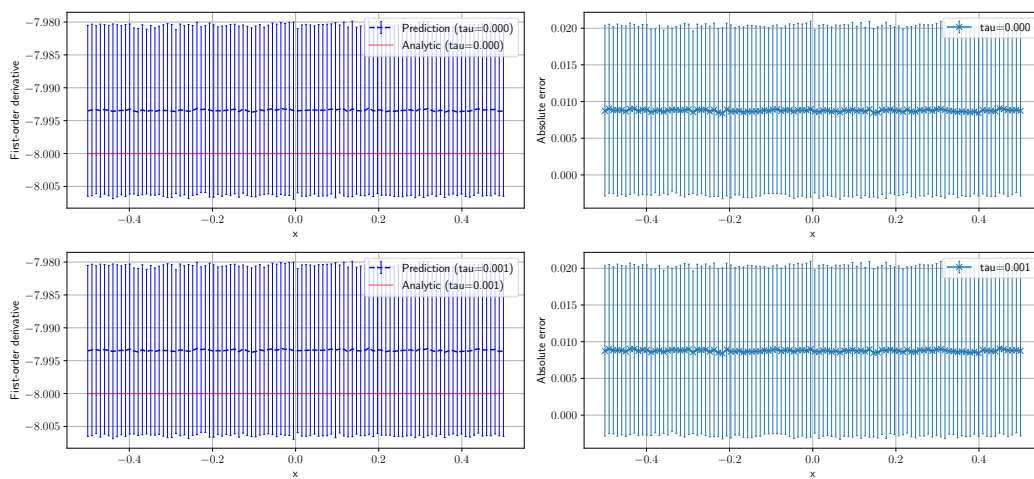 −7.980
−7.985
−7.990
−7.995
−8.000
−8.005
First-order derivative
Prediction (tau=0.000)
Analytic (tau=0.000)
−0.4 −0.2 0.0 0.2 0.4
x
0.020
0.015
0.010
0.005
0.000
Absolute error
tau=0.000
−0.4 −0.2 0.0 0.2 0.4
x
−7.980
−7.985
−7.990
−7.995
−8.000
−8.005
First-order derivative
Prediction (tau=0.001)
Analytic (tau=0.001)
−0.4 −0.2 0.0 0.2 0.4
x
0.020
0.015
0.010
0.005
0.000
Absolute error
tau=0.001
−0.4 −0.2 0.0 0.2 0.4
x